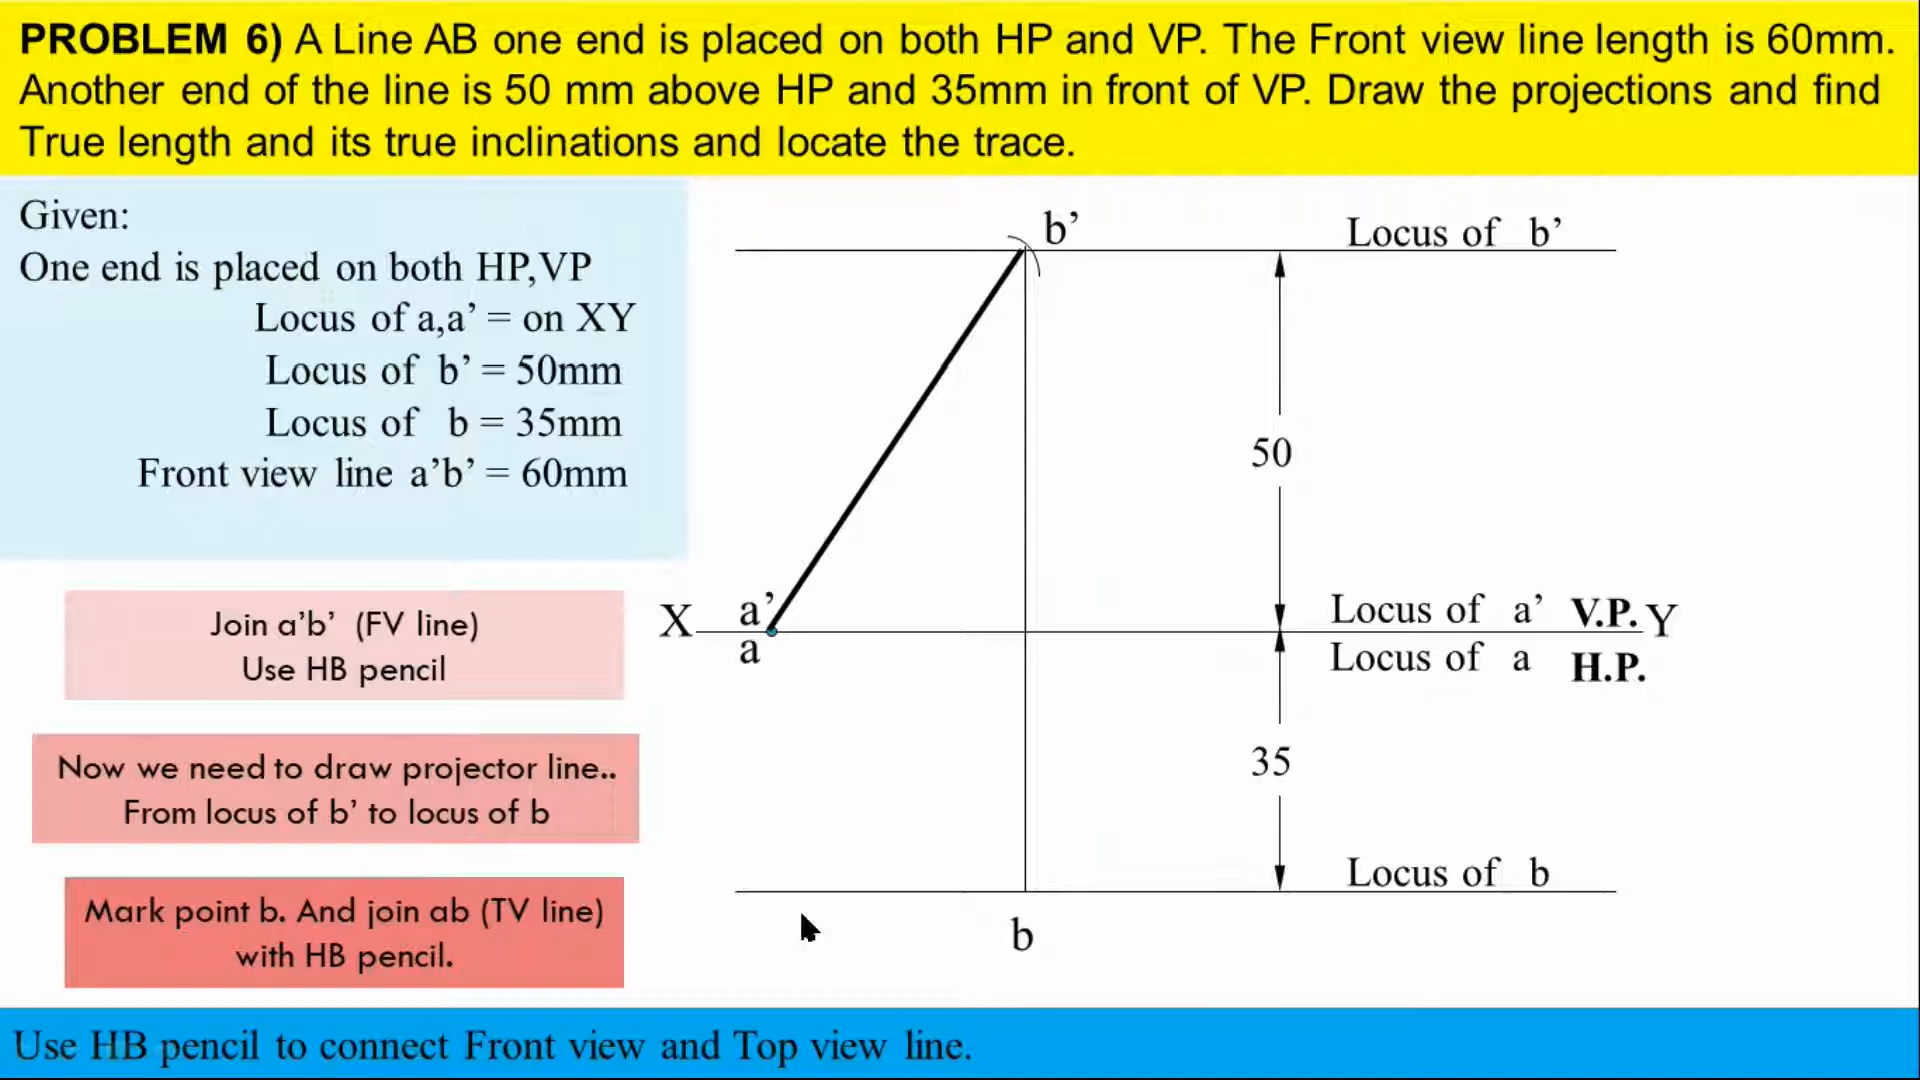 PROBLEM 6) A Line AB one end is placed on both HP and VP. The Front view line length is 60mm.
Another end of the line is 50 mm above HP and 35mm in front of VP. Draw the projections and find
True length and its true inclinations and locate the trace.
Given:
One end is placed on both HP,VP
Locus of a,a’ = on XY
Locus of b’ = 50mm
Locus of b = 35mm
Front view line a’b’ = 60mm
Join a’b’ (FV line)
Use HB pencil
Now we need to draw projector line..
From locus of b’ to locus of b
Mark point b. And join ab (TV line)
with HB pencil.
b’
Locus of b’
50
X
a’
Locus of a’ V.P. Y
a
Locus of a H.P.
35
Locus of b
b
Use HB pencil to connect Front view and Top view line.